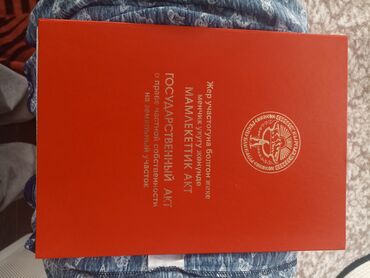 Жер участогуна болгон жеке
менчик укугу жөнүндө
МАМЛЕКЕТТИК АКТ
ГОСУДАРСТВЕННЫЙ АКТ
о праве частной собственности
на земельный участок